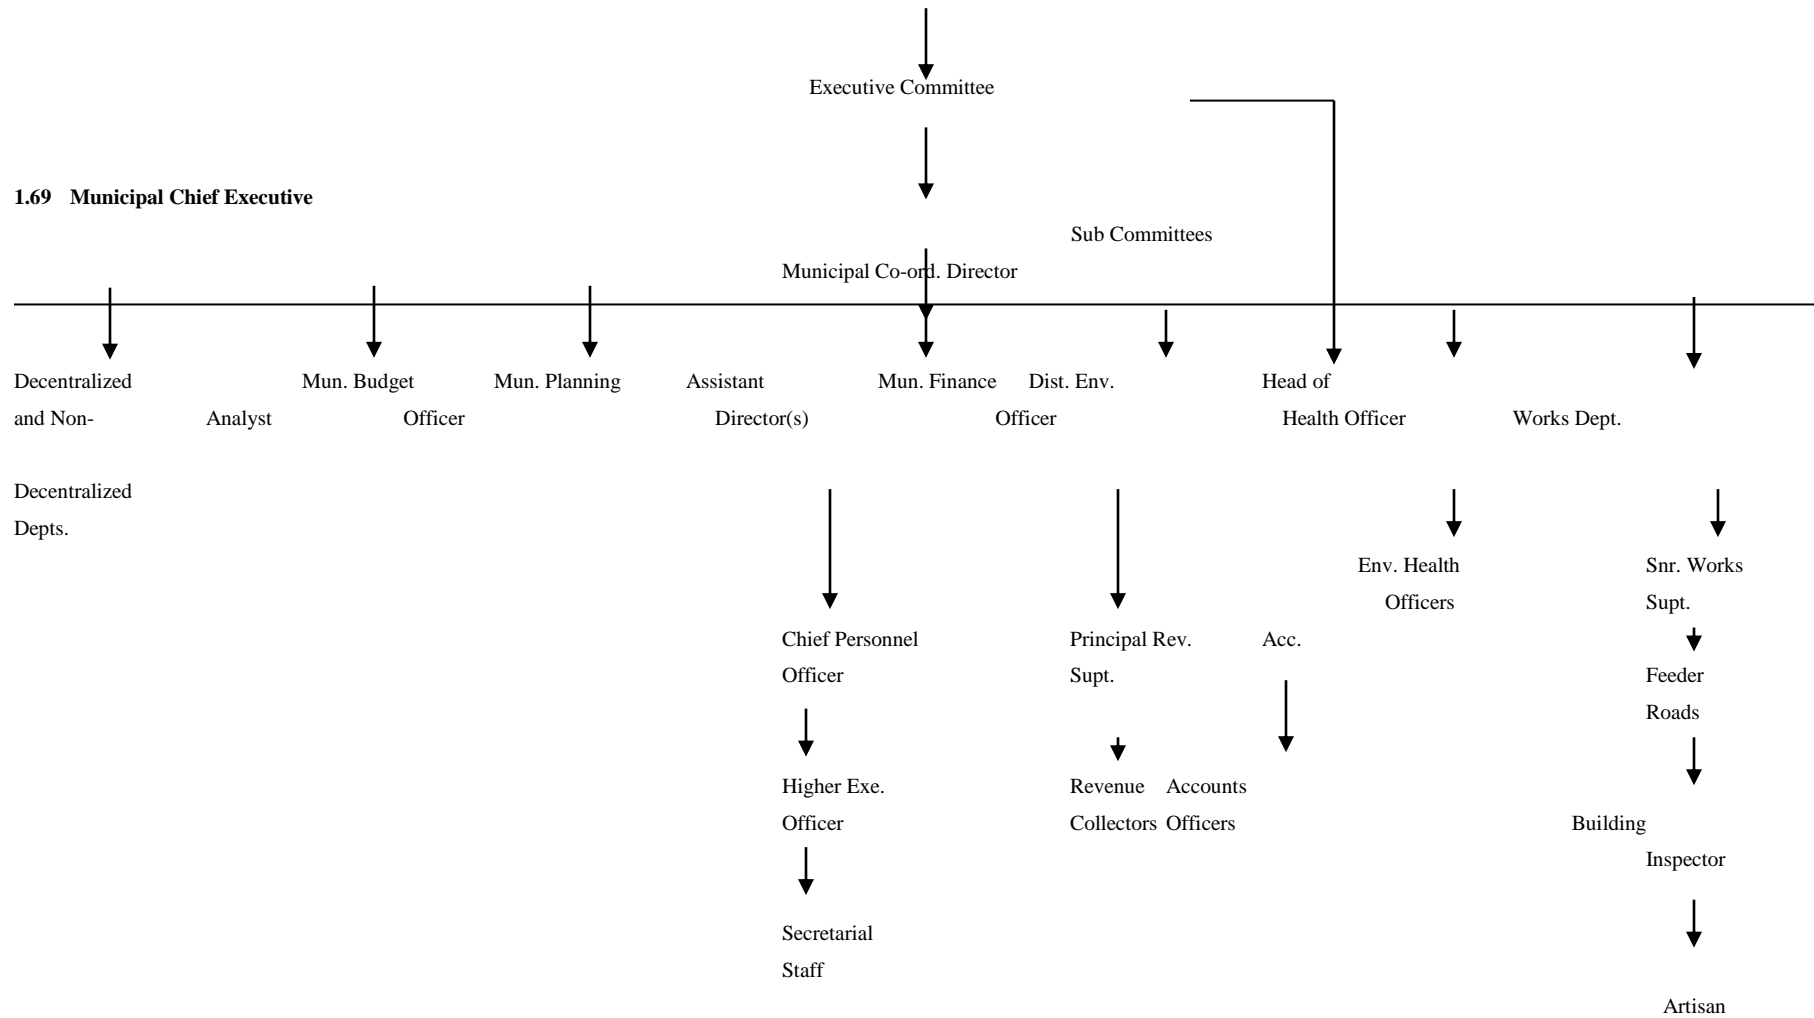 Executive Committee
1.69 Municipal Chief Executive
Sub Committees
Municipal Co-ord. Director
Decentralized Mun. Budget Mun. Planning Assistant Mun. Finance Dist. Env. Head of
and Non- Analyst Officer Director(s) Officer Health Officer Works Dept.
Decentralized
Depts.
Env. Health Snr. Works
Officers Supt.
Chief Personnel Principal Rev. Acc.
Officer Supt. Feeder
Roads
Higher Exe. Revenue Accounts
Officer Collectors Officers Building
Inspector
Secretarial
Staff
Artisan